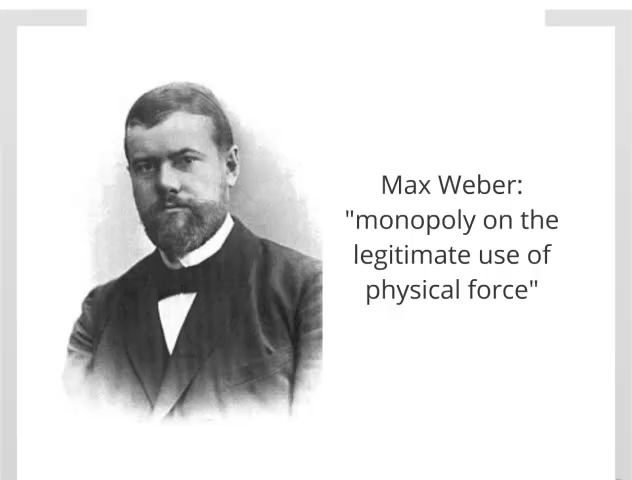 Max Weber:
"monopoly on the
legitimate use of
physical force"